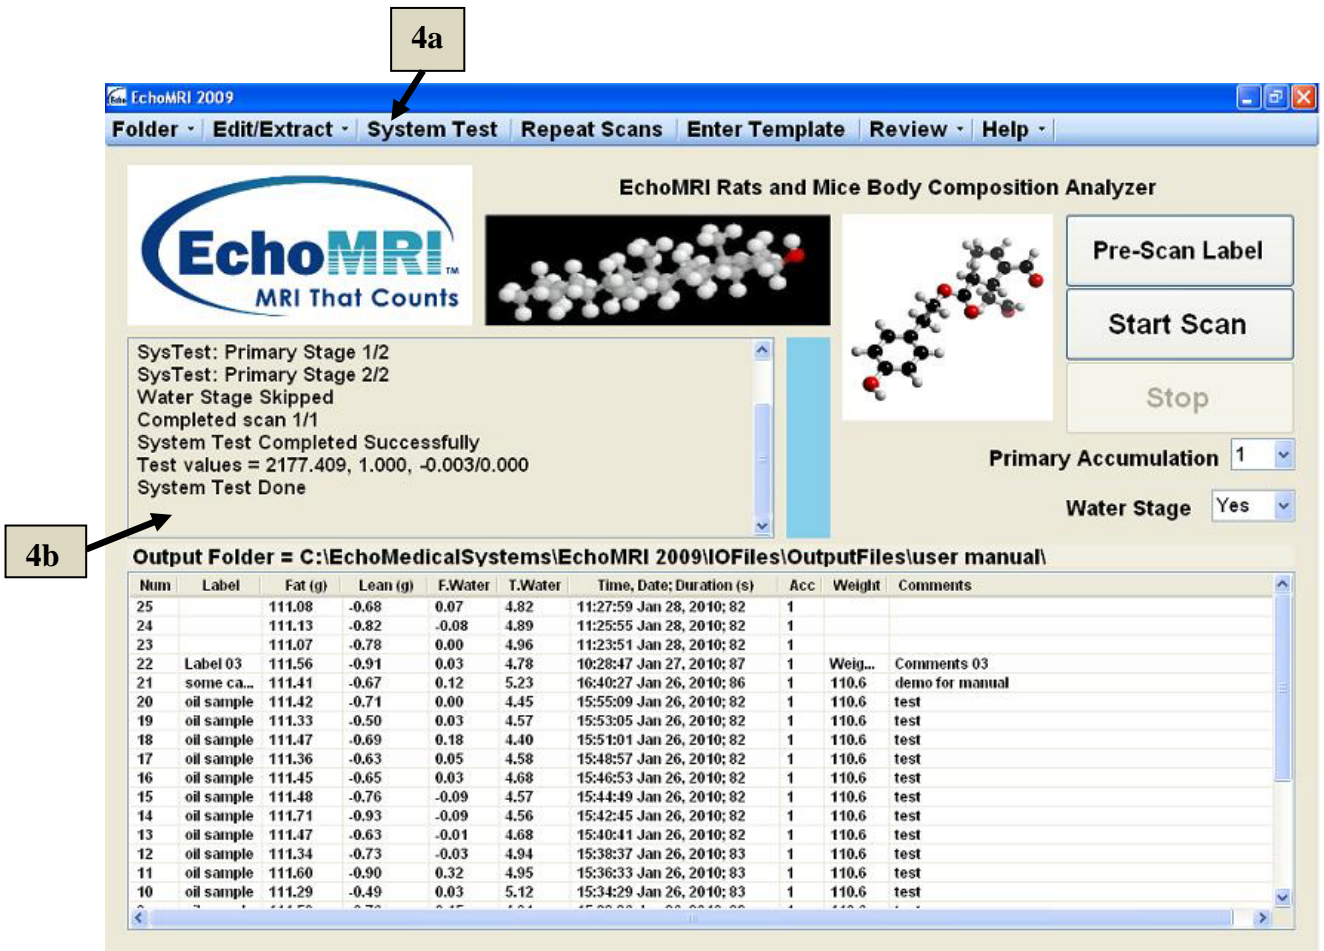 4a
EchoMRI 2009
Folder Edit/Extract System Test Repeat Scans Enter Template Review Help
EchoMRI Rats and Mice Body Composition Analyzer
EchoMRI TM
MRI That Counts
Pre-Scan Label
Start Scan
Stop
SysTest: Primary Stage 1/2
SysTest: Primary Stage 2/2
Water Stage Skipped
Completed scan 1/1
System Test Completed Successfully
Test values = 2177.409, 1.000, -0.003/0.000
System Test Done
Primary Accumulation 1
Water Stage Yes
4b
Output Folder = C:\EchoMedicalSystems\EchoMRI 2009\IOFiles\OutputFiles\user manual\
Num Label Fat (g) Lean (g) F.Water T.Water Time, Date; Duration (s) Acc Weight Comments
25 111.08 -0.68 0.07 4.82 11:27:59 Jan 28, 2010; 82 1
24 111.13 -0.82 -0.08 4.89 11:25:55 Jan 28, 2010; 82 1
23 111.07 -0.78 0.00 4.96 11:23:51 Jan 28, 2010; 82 1
22 Label 03 111.56 -0.91 0.03 4.78 10:28:47 Jan 27, 2010; 87 1 Weig... Comments 03
21 some ca... 111.41 -0.67 0.12 5.23 16:40:27 Jan 26, 2010; 86 1 110.6 demo for manual
20 oil sample 111.42 -0.71 0.00 4.45 15:55:09 Jan 26, 2010; 82 1 110.6 test
19 oil sample 111.33 -0.50 0.03 4.57 15:53:05 Jan 26, 2010; 82 1 110.6 test
18 oil sample 111.47 -0.69 0.18 4.40 15:51:01 Jan 26, 2010; 82 1 110.6 test
17 oil sample 111.36 -0.63 0.05 4.58 15:48:57 Jan 26, 2010; 82 1 110.6 test
16 oil sample 111.45 -0.65 0.03 4.68 15:46:53 Jan 26, 2010; 82 1 110.6 test
15 oil sample 111.48 -0.76 -0.09 4.57 15:44:49 Jan 26, 2010; 82 1 110.6 test
14 oil sample 111.71 -0.93 -0.09 4.56 15:42:45 Jan 26, 2010; 82 1 110.6 test
13 oil sample 111.47 -0.63 -0.01 4.68 15:40:41 Jan 26, 2010; 82 1 110.6 test
12 oil sample 111.34 -0.73 -0.03 4.94 15:38:37 Jan 26, 2010; 83 1 110.6 test
11 oil sample 111.60 -0.90 0.32 4.95 15:36:33 Jan 26, 2010; 83 1 110.6 test
10 oil sample 111.29 -0.49 0.03 5.12 15:34:29 Jan 26, 2010; 83 1 110.6 test